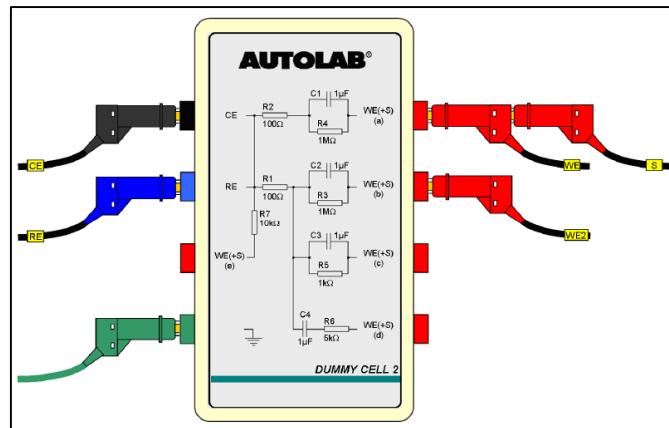 AUTOLAB®
C1 1µF
R2
CE WE(+S)
(a)
100Ω R4
1MΩ
C2 1µF
RE R1 WE(+S)
(b)
100Ω R3
1MΩ
R7
10kΩ
C3 1µF
WE(+S)
(e)
R5 WE(+S)
(c)
1kΩ
C4 R6
WE(+S)
(d)
1µF 5kΩ
DUMMY CELL 2
CE
RE
WE
S
WE2